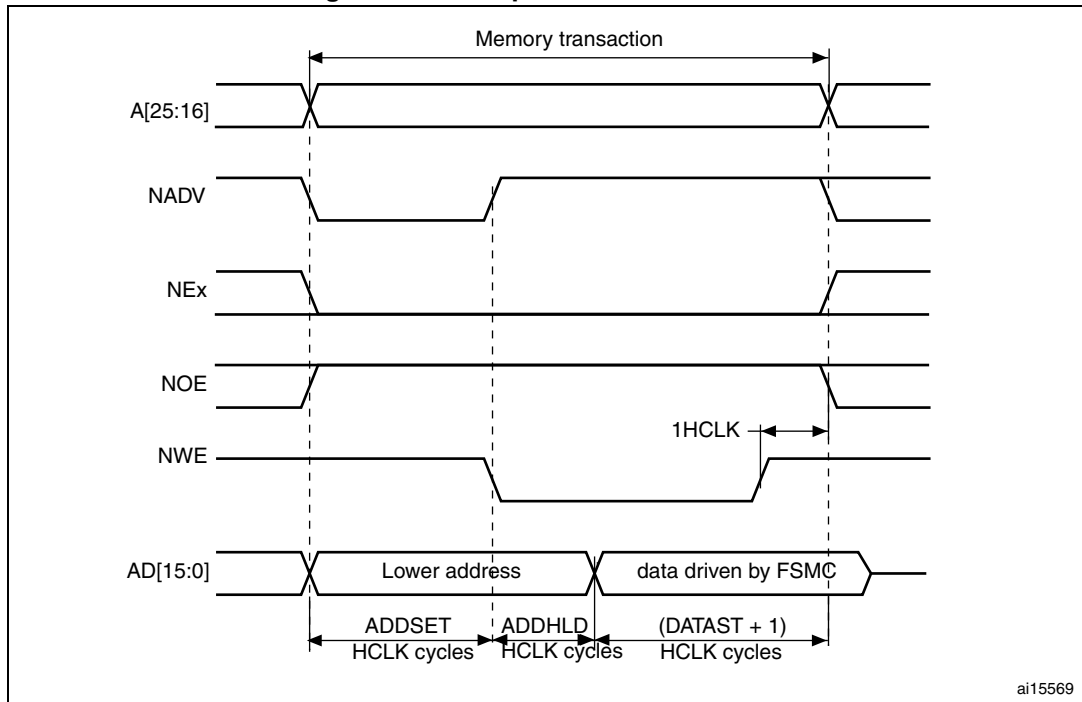 Memory transaction
A[25:16]
NADV
NEx
NOE
1HCLK
NWE
AD[15:0]
Lower address
data driven by FSMC
ADDSET
ADDHLD
(DATAST + 1)
HCLK cycles
HCLK cycles
HCLK cycles
ai15569